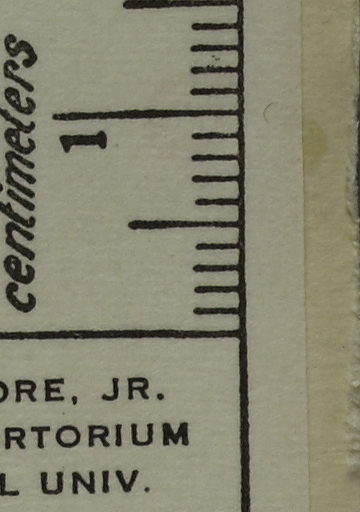 centimeters
1
ORE, JR.
RTORIUM
L UNIV.